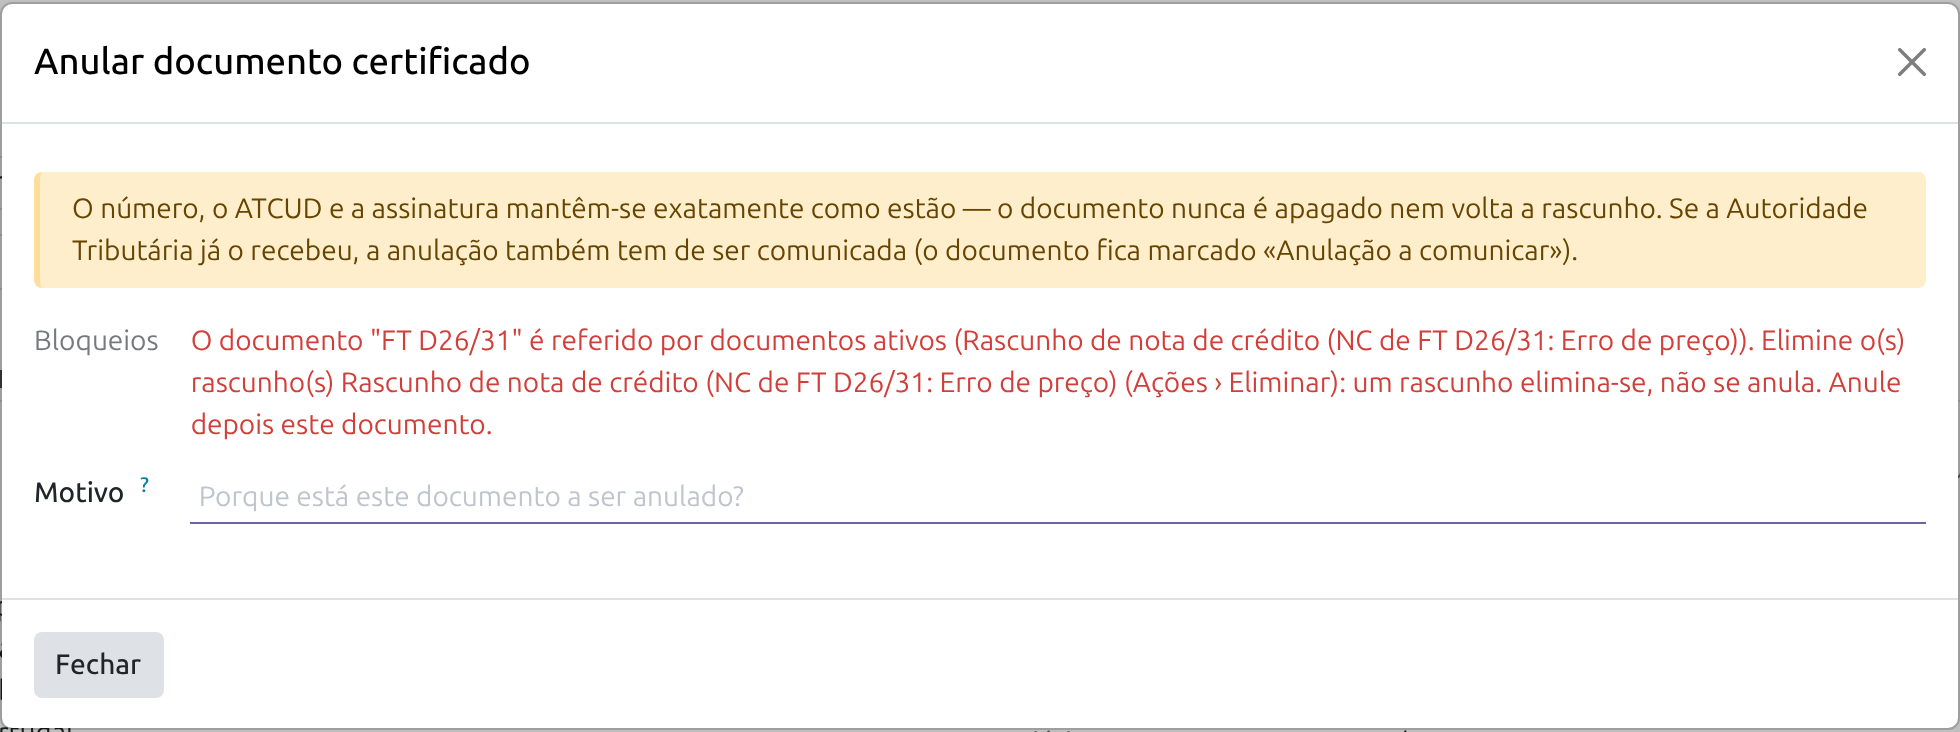 Anular documento certificado
O número, o ATCUD e a assinatura mantêm-se exatamente como estão — o documento nunca é apagado nem volta a rascunho. Se a Autoridade
Tributária já o recebeu, a anulação também tem de ser comunicada (o documento fica marcado «Anulação a comunicar»).
Bloqueios
O documento "FT D26/31" é referido por documentos ativos (Rascunho de nota de crédito (NC de FT D26/31: Erro de preço)). Elimine o(s)
rascunho(s) Rascunho de nota de crédito (NC de FT D26/31: Erro de preço) (Ações › Eliminar): um rascunho elimina-se, não se anula. Anule
depois este documento.
Motivo ?
Porque está este documento a ser anulado?
Fechar